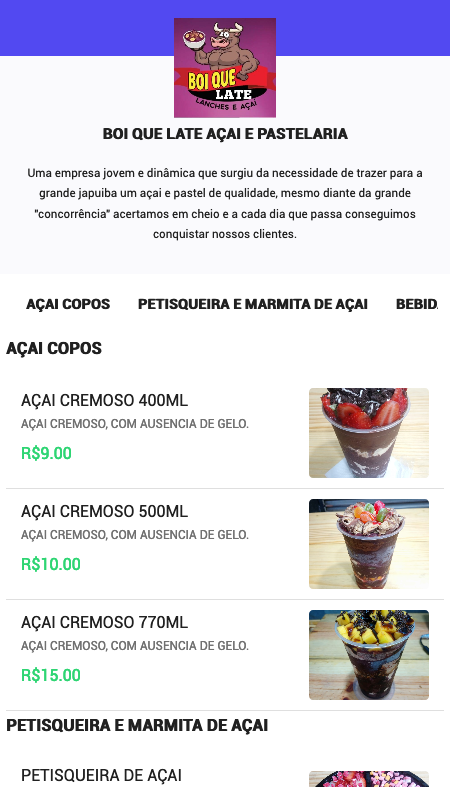 BOI QUE
LATE
LANCHES E AÇAÍ
BOI QUE LATE AÇAI E PASTELARIA
Uma empresa jovem e dinâmica que surgiu da necessidade de trazer para a
grande japuiba um açai e pastel de qualidade, mesmo diante da grande
"concorrência" acertamos em cheio e a cada dia que passa conseguimos
conquistar nossos clientes.
AÇAI COPOS PETISQUEIRA E MARMITA DE AÇAI BEBID
AÇAI COPOS
AÇAI CREMOSO 400ML
AÇAI CREMOSO, COM AUSENCIA DE GELO.
R$9.00
AÇAI CREMOSO 500ML
AÇAI CREMOSO, COM AUSENCIA DE GELO.
R$10.00
AÇAI CREMOSO 770ML
AÇAI CREMOSO, COM AUSENCIA DE GELO.
R$15.00
PETISQUEIRA E MARMITA DE AÇAI
PETISQUEIRA DE AÇAI